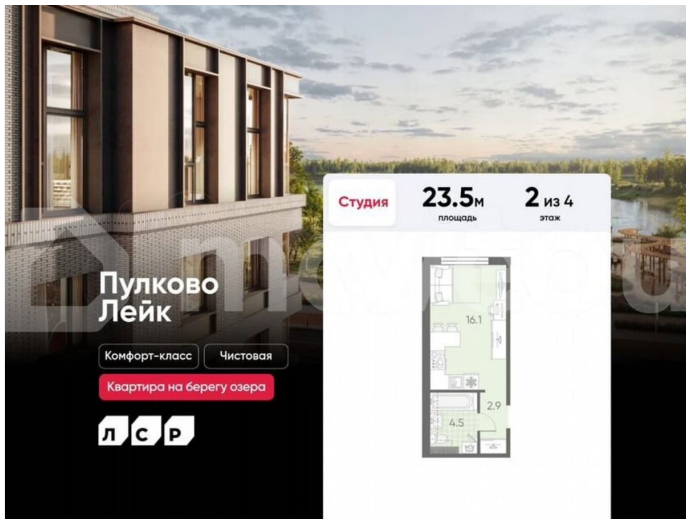 Студия
23.5м
площадь
2 из 4
этаж
Пулково
Лейк
Комфорт-класс
Чистовая
Квартира на берегу озера
ЛСР
16.1
2.9
4.5